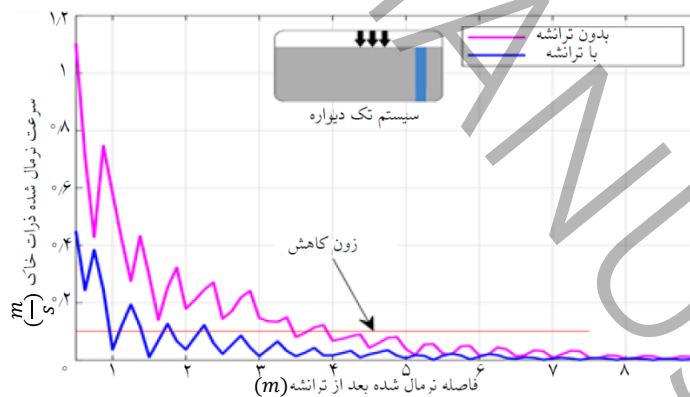 سرعت نرمال شده ذرات خاک (m/s)
۱٫۲
۱
۰٫۸
۰٫۶
۰٫۴
۰٫۲
۰
بدون ترانشه
با ترانشه
سیستم تک دیواره
زون کاهش
۱ ۲ ۳ ۴ ۵ ۶ ۷ ۸
فاصله نرمال شده بعد از ترانشه (m)